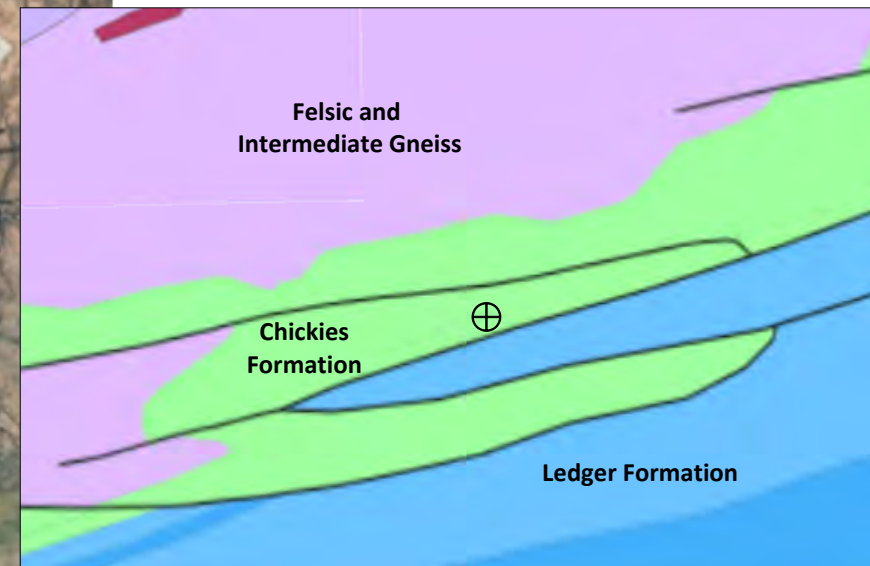 Felsic and
Intermediate Gneiss
Chickies
Formation
Ledger Formation